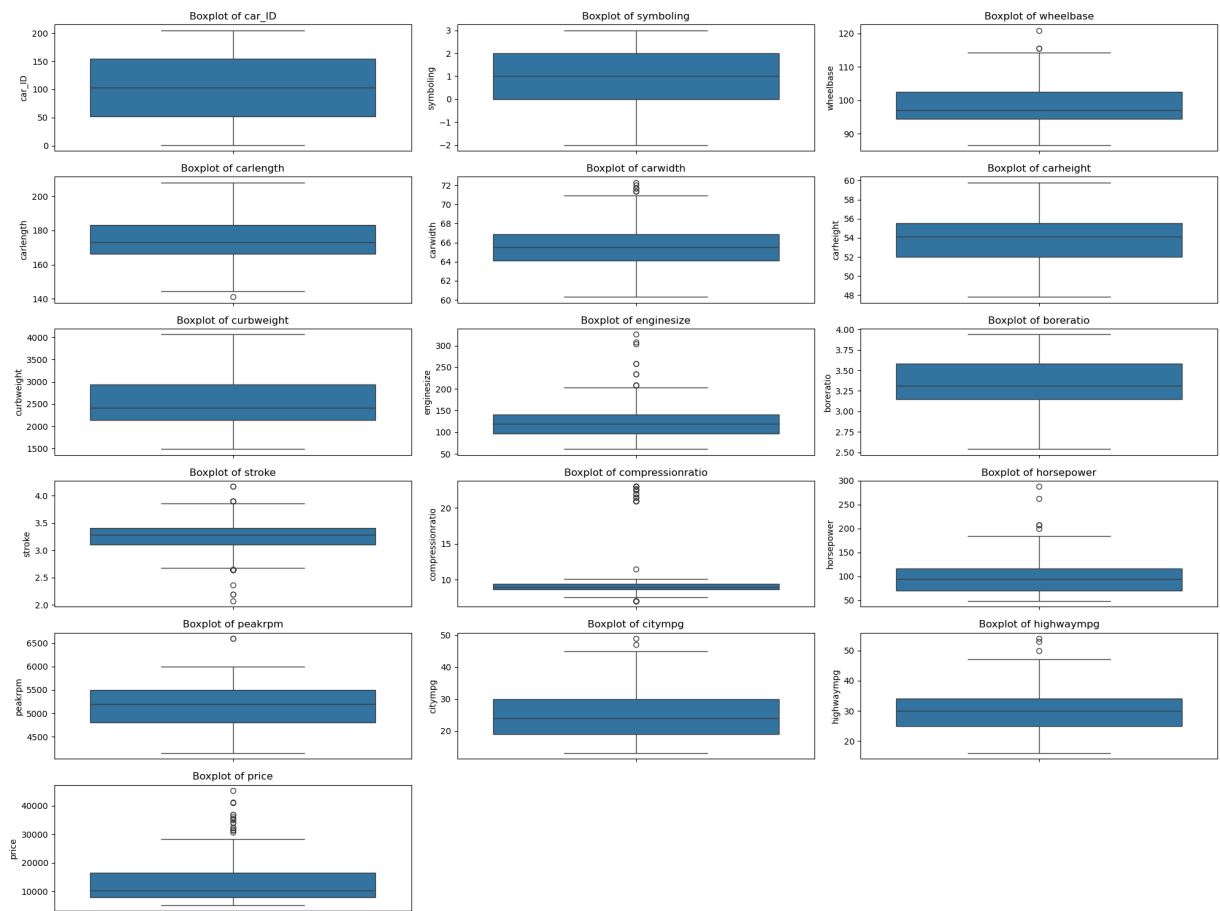 Boxplot of car_ID
car_ID
200
150
100
50
0
Boxplot of symboling
symboling
3
2
1
0
−1
−2
Boxplot of wheelbase
wheelbase
120
110
100
90
Boxplot of carlength
carlength
200
180
160
140
Boxplot of carwidth
carwidth
72
70
68
66
64
62
60
Boxplot of carheight
carheight
60
58
56
54
52
50
48
Boxplot of curbweight
curbweight
4000
3500
3000
2500
2000
1500
Boxplot of enginesize
enginesize
300
250
200
150
100
50
Boxplot of boreratio
boreratio
4.00
3.75
3.50
3.25
3.00
2.75
2.50
Boxplot of stroke
stroke
4.0
3.5
3.0
2.5
2.0
Boxplot of compressionratio
compressionratio
20
15
10
Boxplot of horsepower
horsepower
300
250
200
150
100
50
Boxplot of peakrpm
peakrpm
6500
6000
5500
5000
4500
Boxplot of citympg
citympg
50
40
30
20
Boxplot of highwaympg
highwaympg
50
40
30
20
Boxplot of price
price
40000
30000
20000
10000